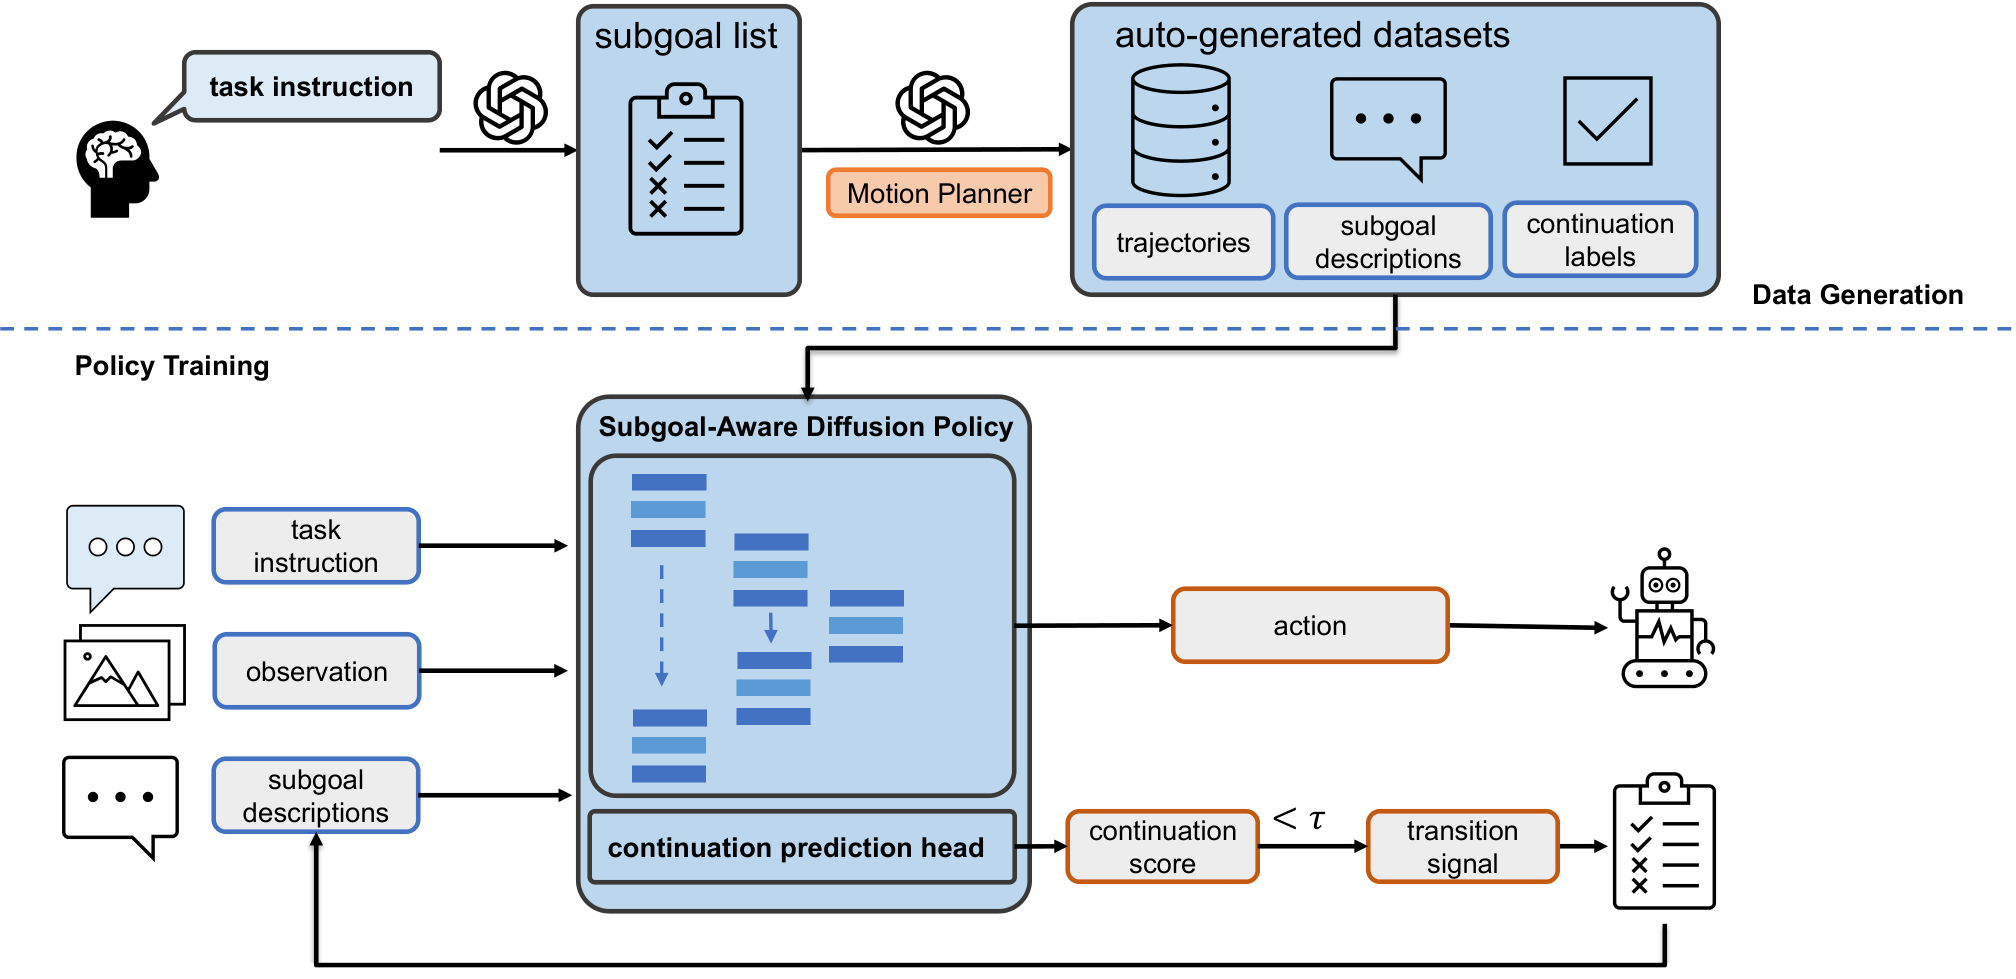 task instruction
subgoal list
Motion Planner
auto-generated datasets
trajectories
subgoal
descriptions
continuation
labels
Data Generation
Policy Training
Subgoal-Aware Diffusion Policy
task
instruction
observation
subgoal
descriptions
action
continuation prediction head
continuation
score
< τ
transition
signal